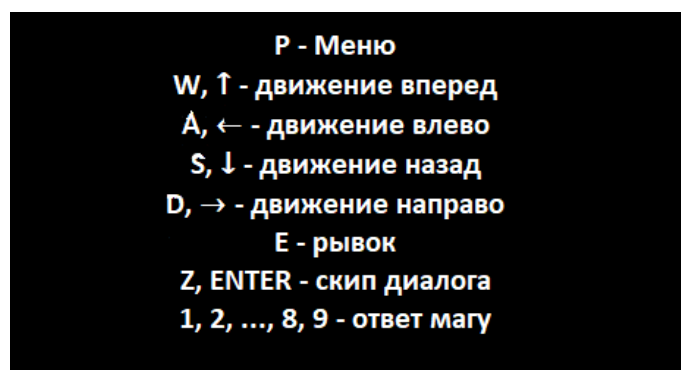 P - Меню
W, ↑ - движение вперед
A, ← - движение влево
S, ↓ - движение назад
D, → - движение направо
E - рывок
Z, ENTER - скип диалога
1, 2, ..., 8, 9 - ответ магу